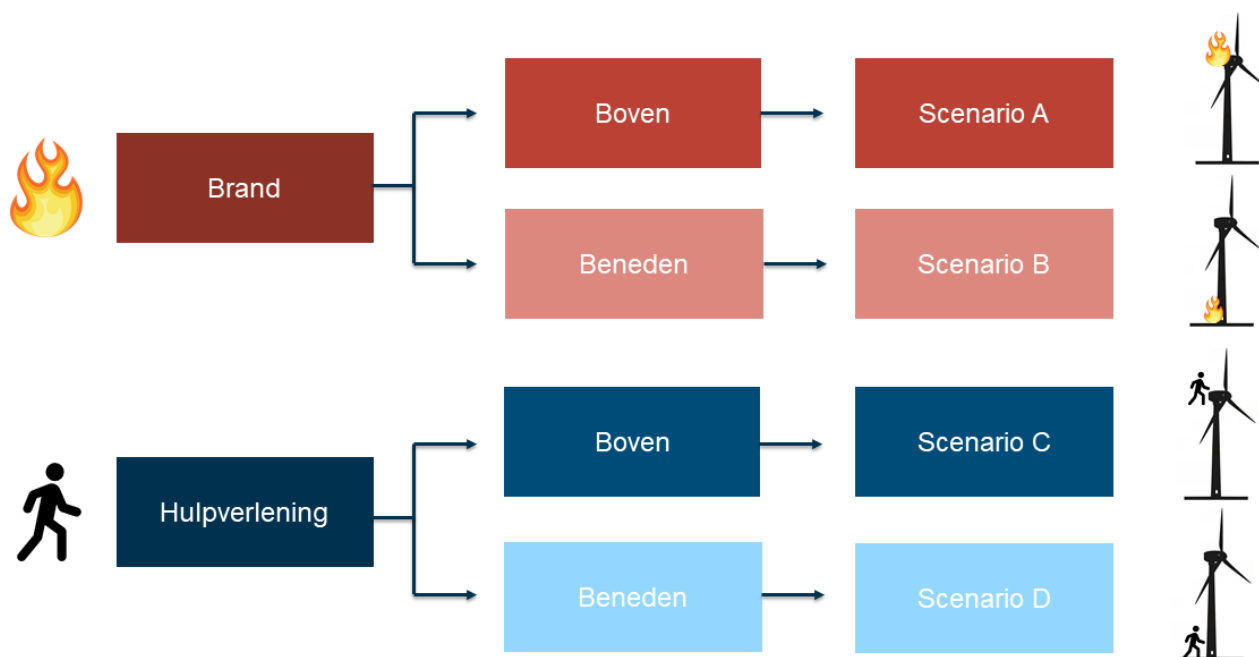 Boven
Scenario A
Brand
Beneden
Scenario B
Boven
Scenario C
Hulpverlening
Beneden
Scenario D